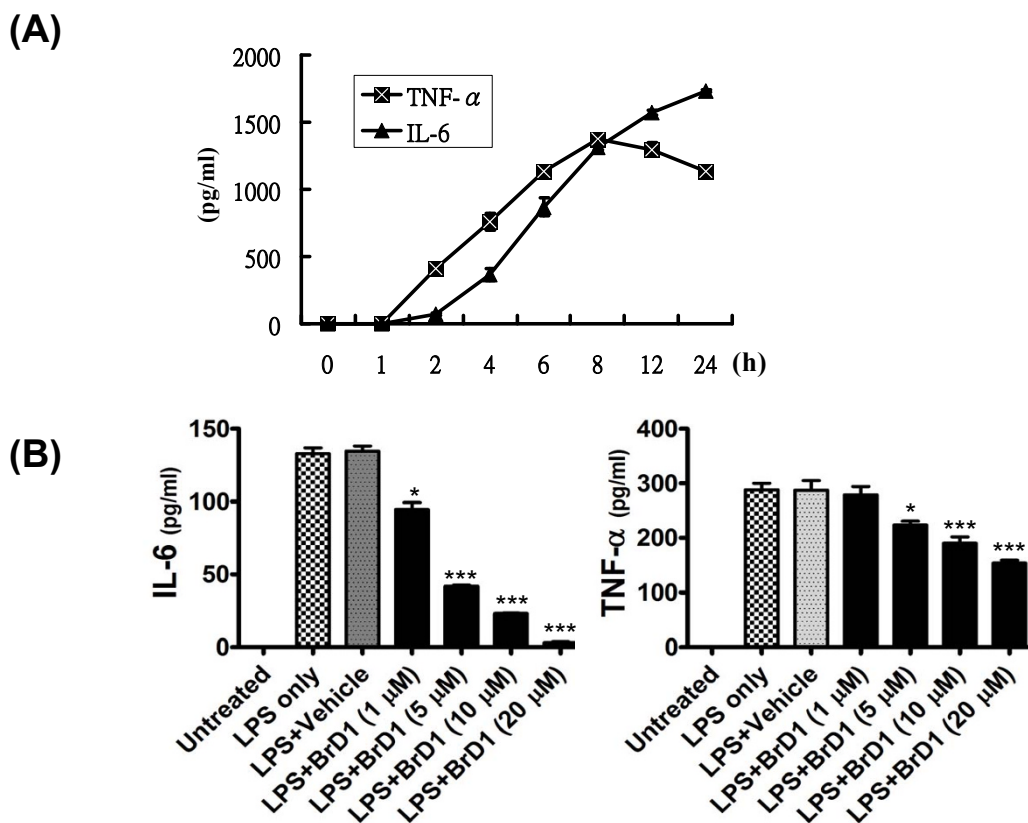 (A)
2000
1500
1000
500
0
(pg/ml)
TNF-α
IL-6
0 1 2 4 6 8 12 24 (h)
(B)
150
100
50
0
IL-6 (pg/ml)
* *** *** ***
Untreated
LPS only
LPS+Vehicle
LPS+BrD1 (1 μM)
LPS+BrD1 (5 μM)
LPS+BrD1 (10 μM)
LPS+BrD1 (20 μM)
400
300
200
100
0
TNF-α (pg/ml)
* *** ***
Untreated
LPS only
LPS+Vehicle
LPS+BrD1 (1 μM)
LPS+BrD1 (5 μM)
LPS+BrD1 (10 μM)
LPS+BrD1 (20 μM)